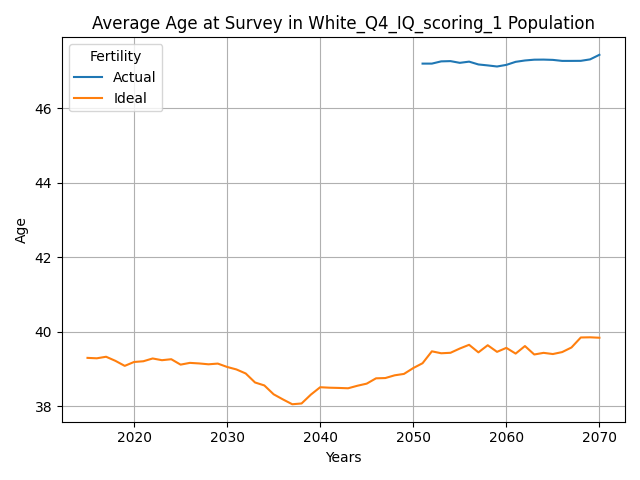 Average Age at Survey in White_Q4_IQ_scoring_1 Population
Fertility
Actual
Ideal
46
44
42
40
38
Age
2020 2030 2040 2050 2060 2070
Years